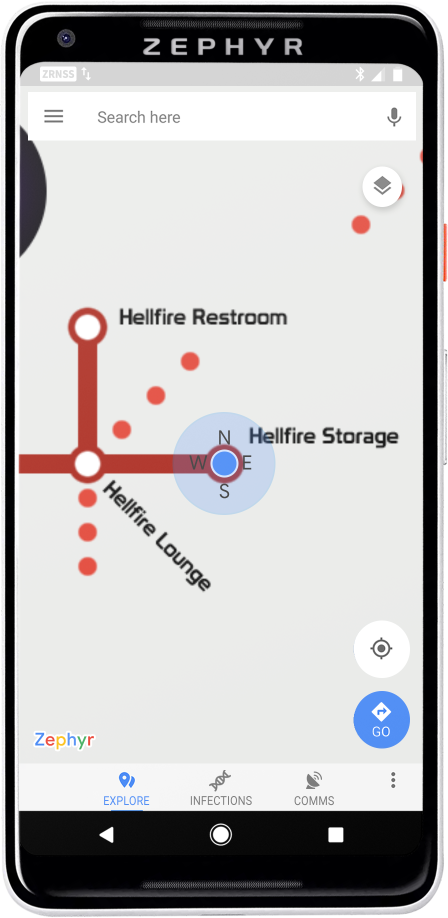 ZEPHYR
ZRNSS
Search here
Hellfire Restroom
Hellfire Storage
N
W E
S
Hellfire Lounge
GO
Zephyr
EXPLORE INFECTIONS COMMS